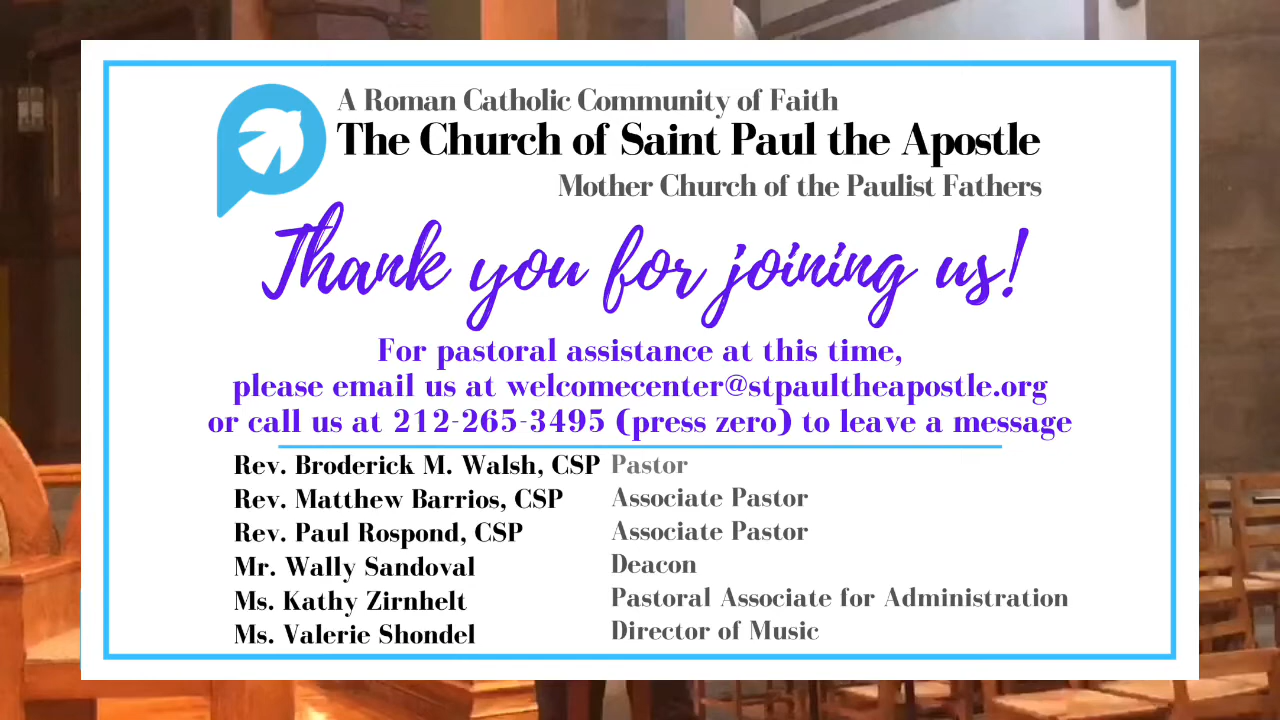 A Roman Catholic Community of Faith
The Church of Saint Paul the Apostle
Mother Church of the Paulist Fathers
Thank you for joining us!
For pastoral assistance at this time,
please email us at welcomecenter@stpaultheapostle.org
or call us at 212-265-3495 (press zero) to leave a message
Rev. Broderick M. Walsh, CSP Pastor
Rev. Matthew Barrios, CSP Associate Pastor
Rev. Paul Rospond, CSP Associate Pastor
Mr. Wally Sandoval Deacon
Ms. Kathy Zirnhelt Pastoral Associate for Administration
Ms. Valerie Shondel Director of Music